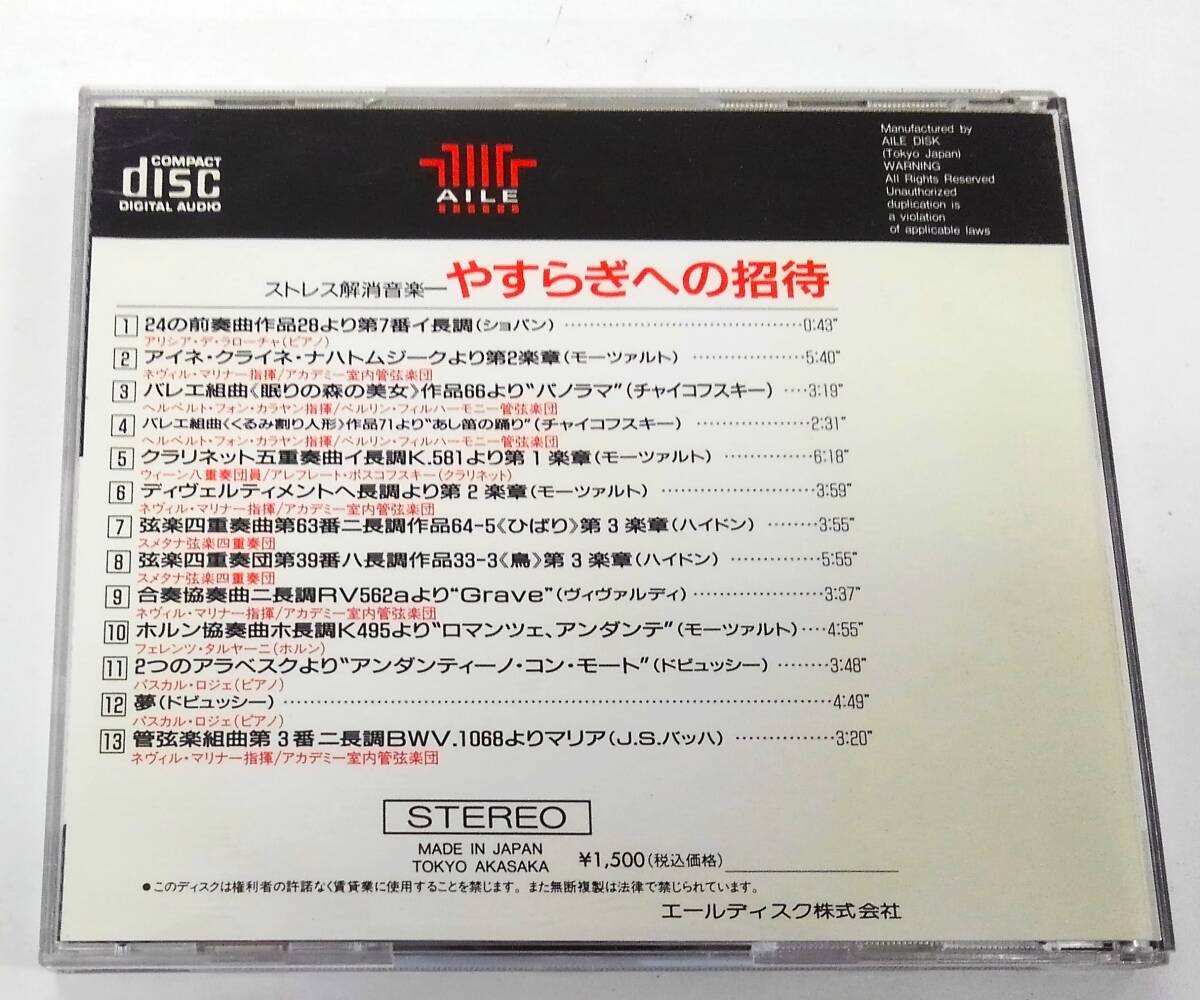 COMPACT
disc
DIGITAL AUDIO
AILE
Manufactured by
AILE DISK
(Tokyo Japan)
WARNING
All Rights Reserved
Unauthorized
duplication is
a violation
of applicable laws
ストレス解消音楽―やすらぎへの招待
1 24の前奏曲作品28より第7番イ長調(ショパン) ……………………………0:43"
アリシア・デ・ラローチャ(ピアノ)
2 アイネ・クライネ・ナハトムジークより第2楽章(モーツァルト) ………………5:40"
ネヴィル・マリナー指揮/アカデミー室内管弦楽団
3 バレエ組曲《眠りの森の美女》作品66より"パノラマ"(チャイコフスキー) ‥‥3:19"
ヘルベルト・フォン・カラヤン指揮/ベルリン・フィルハーモニー管弦楽団
4 バレエ組曲《くるみ割り人形》作品71より"あし笛の踊り"(チャイコフスキー) ………………2:31"
ヘルベルト・フォン・カラヤン指揮/ベルリン・フィルハーモニー管弦楽団
5 クラリネット五重奏曲イ長調K.581より第1楽章(モーツァルト) ……………6:18"
ウィーン八重奏団員/アレフレート・ボスコフスキー(クラリネット)
6 ディヴェルティメントヘ長調より第2楽章(モーツァルト) ……………………3:59"
ネヴィル・マリナー指揮/アカデミー室内管弦楽団
7 弦楽四重奏曲第63番ニ長調作品64-5《ひばり》第3楽章(ハイドン) ………3:55"
スメタナ弦楽四重奏団
8 弦楽四重奏団第39番ハ長調作品33-3《鳥》第3楽章(ハイドン) ……………5:55"
スメタナ弦楽四重奏団
9 合奏協奏曲ニ長調RV562aより"Grave"(ヴィヴァルディ) …………………3:37"
ネヴィル・マリナー指揮/アカデミー室内管弦楽団
10 ホルン協奏曲ホ長調K495より"ロマンツェ、アンダンテ"(モーツァルト)‥‥4:55"
フェレンツ・タルヤーニ(ホルン)
11 2つのアラベスクより"アンダンティーノ・コン・モート"(ドビュッシー) ………3:48"
パスカル・ロジェ(ピアノ)
12 夢(ドビュッシー) ………………………………………………………………4:49"
パスカル・ロジェ(ピアノ)
13 管弦楽組曲第3番ニ長調BWV.1068よりマリア(J.S.バッハ) ……………3:20"
ネヴィル・マリナー指揮/アカデミー室内管弦楽団
STEREO
MADE IN JAPAN
TOKYO AKASAKA
¥1,500(税込価格)
●このディスクは権利者の許諾なく賃貸業に使用することを禁じます。また無断複製は法律で禁じられています。
エールディスク株式会社